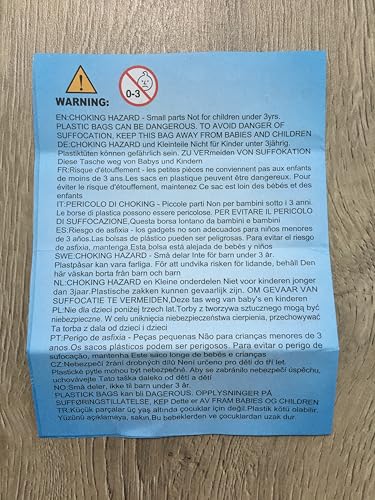 0-3
WARNING:
EN:CHOKING HAZARD - Small parts Not for children under 3yrs.
PLASTIC BAGS CAN BE DANGEROUS. TO AVOID DANGER OF
SUFFOCATION, KEEP THIS BAG AWAY FROM BABIES AND CHILDREN
DE:CHOKING HAZARD und Kleinteile Nicht für Kinder unter 3jährig.
Plastiktüten können gefährlich sein. ZU VERmeiden VON SUFFOKATION
Diese Tasche weg von Babys und Kindern
FR:Risque d'étouffement - les petites pièces ne conviennent pas aux enfants
de moins de 3 ans.Les sacs en plastique peuvent être dangereux. Pour
éviter le risque d'étouffement, maintenez.Ce sac est loin des bébés et des
enfants
IT:PERICOLO DI CHOKING - Piccole parti Non per bambini sotto i 3 anni.
Le borse di plastica possono essere pericolose. PER EVITARE IL PERICOLO
DI SUFFOCAZIONE,Questa borsa lontano da bambini e bambini
ES:Riesgo de asfixia - los gadgets no son adecuados para niños menores
de 3 años.Las bolsas de plástico pueden ser peligrosas. Para evitar el riesgo
de asfixia, mantenga.Esta bolsa está alejada de bebés y niños
SWE:CHOKING HAZARD - Små delar Inte för barn under 3 år.
Plastpåsar kan vara farliga. För att undvika risken för lidande, behåll Den
här väskan borta från barn och barn
NL:CHOKING HAZARD en Kleine onderdelen Niet voor kinderen jonger
dan 3jaar.Plastische zakken kunnen gevaarlijk zijn. OM GEVAAR VAN
SUFFOCATIE TE VERMEIDEN,Deze tas weg van baby's en kinderen
PL:Nie dla dzieci poniżej trzech lat.Torby z tworzywa sztucznego mogą być
niebezpieczne. W celu uniknięcia niebezpieczeństwa cierpienia, przechowywać
Ta torba z dala od dzieci i dzieci
PT:Perigo de asfixia - Peças pequenas Não para crianças menores de 3
anos.Os sacos plásticos podem ser perigosos. Para evitar o perigo de
sufocação, mantenha.Este saco longe de bebês e crianças
CZ:Nebezpečí zrání drobných dílů Není určeno pro děti do tří let.
Plastické pytle mohou být nebezpečné. Aby se zabránilo nebezpečí úspěchu,
uchovávejte Tato taška daleko od dětí a dětí
NO:Små deler, ikke til barn under 3 år.
PLASTICK BAGS kan bli DAGEROUS. OPPLYSNINGER PÅ
SUFFØRINGSTILLATELSE, KEP Dette er AV FRAM BABIES OG CHILDREN
TR:Küçük parçalar üç yaş altında çocuklar için değil.Plastik kötü olabilir.
Yüzünü açıklamaya, sakın.Bu bebeklerden ve çocuklardan uzak dur.